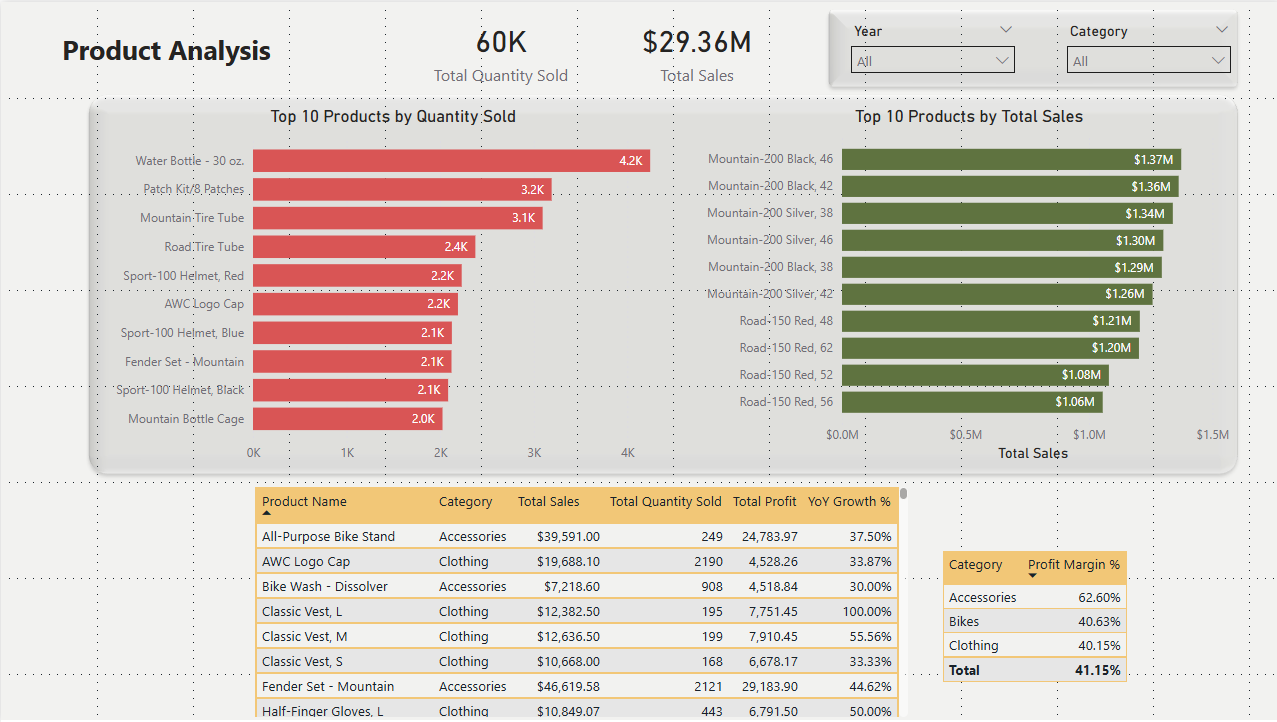 Product Analysis
60K
Total Quantity Sold
$29.36M
Total Sales
Year
All
Category
All
Top 10 Products by Quantity Sold
Water Bottle - 30 oz. 4.2K
Patch Kit/8 Patches 3.2K
Mountain Tire Tube 3.1K
Road Tire Tube 2.4K
Sport-100 Helmet, Red 2.2K
AWC Logo Cap 2.2K
Sport-100 Helmet, Blue 2.1K
Fender Set - Mountain 2.1K
Sport-100 Helmet, Black 2.1K
Mountain Bottle Cage 2.0K
0K 1K 2K 3K 4K
Top 10 Products by Total Sales
Mountain-200 Black, 46 $1.37M
Mountain-200 Black, 42 $1.36M
Mountain-200 Silver, 38 $1.34M
Mountain-200 Silver, 46 $1.30M
Mountain-200 Black, 38 $1.29M
Mountain-200 Silver, 42 $1.26M
Road-150 Red, 48 $1.21M
Road-150 Red, 62 $1.20M
Road-150 Red, 52 $1.08M
Road-150 Red, 56 $1.06M
$0.0M $0.5M $1.0M $1.5M
Total Sales
Product Name Category Total Sales Total Quantity Sold Total Profit YoY Growth %
All-Purpose Bike Stand Accessories $39,591.00 249 24,783.97 37.50%
AWC Logo Cap Clothing $19,688.10 2190 4,528.26 33.87%
Bike Wash - Dissolver Accessories $7,218.60 908 4,518.84 30.00%
Classic Vest, L Clothing $12,382.50 195 7,751.45 100.00%
Classic Vest, M Clothing $12,636.50 199 7,910.45 55.56%
Classic Vest, S Clothing $10,668.00 168 6,678.17 33.33%
Fender Set - Mountain Accessories $46,619.58 2121 29,183.90 44.62%
Half-Finger Gloves, L Clothing $10,849.07 443 6,791.50 50.00%
Category Profit Margin %
Accessories 62.60%
Bikes 40.63%
Clothing 40.15%
Total 41.15%